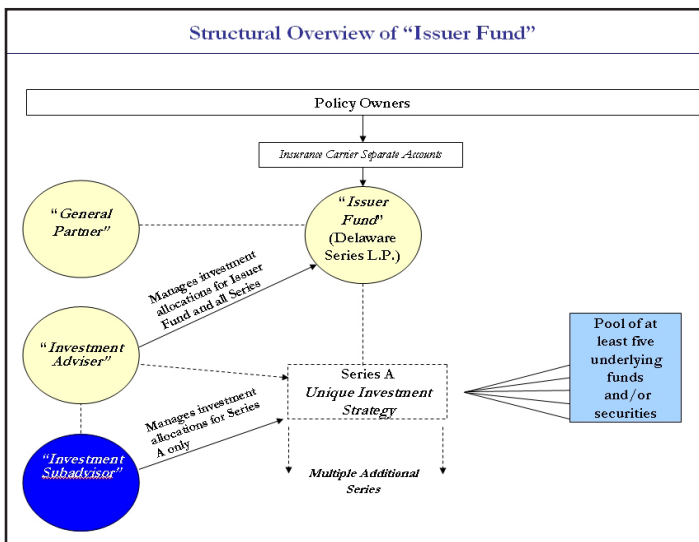 Structural Overview of “Issuer Fund”
Policy Owners
Insurance Carrier Separate Accounts
“General
Partner”
“Issuer
Fund”
(Delaware
Series L.P.)
Manages investment
allocations for Issuer
Fund and all Series
“Investment
Adviser”
Series A
Unique Investment
Strategy
Pool of at
least five
underlying
funds
and/or
securities
Manages investment
allocations for Series
A only
“Investment
Subadvisor”
Multiple Additional
Series